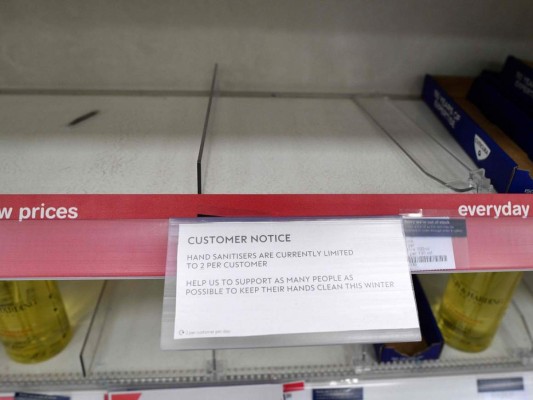 w prices
everyday
CUSTOMER NOTICE
HAND SANITISERS ARE CURRENTLY LIMITED
TO 2 PER CUSTOMER
HELP US TO SUPPORT AS MANY PEOPLE AS
POSSIBLE TO KEEP THEIR HANDS CLEAN THIS WINTER